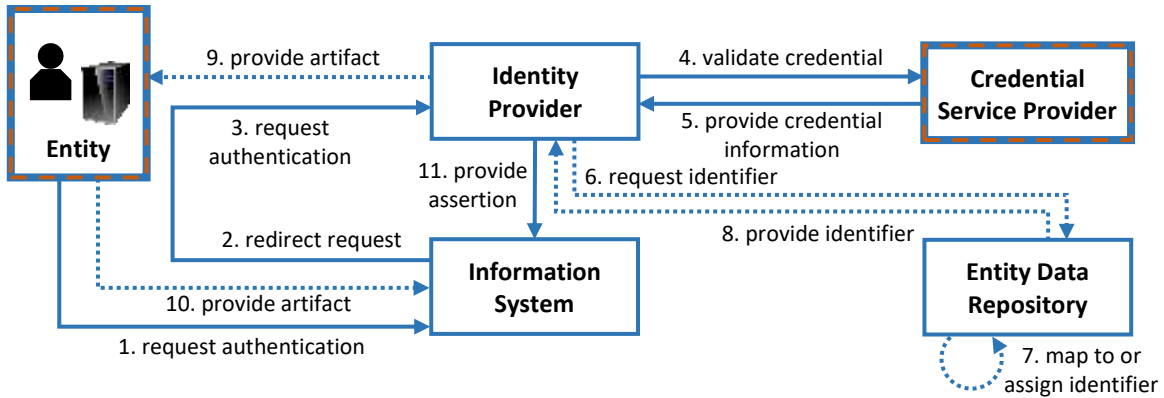 9. provide artifact
Identity
Provider
4. validate credential
Credential
Service Provider
Entity
3. request
authentication
5. provide credential
information
11. provide
assertion
6. request identifier
2. redirect request
8. provide identifier
Information
System
Entity Data
Repository
10. provide artifact
1. request authentication
7. map to or
assign identifier